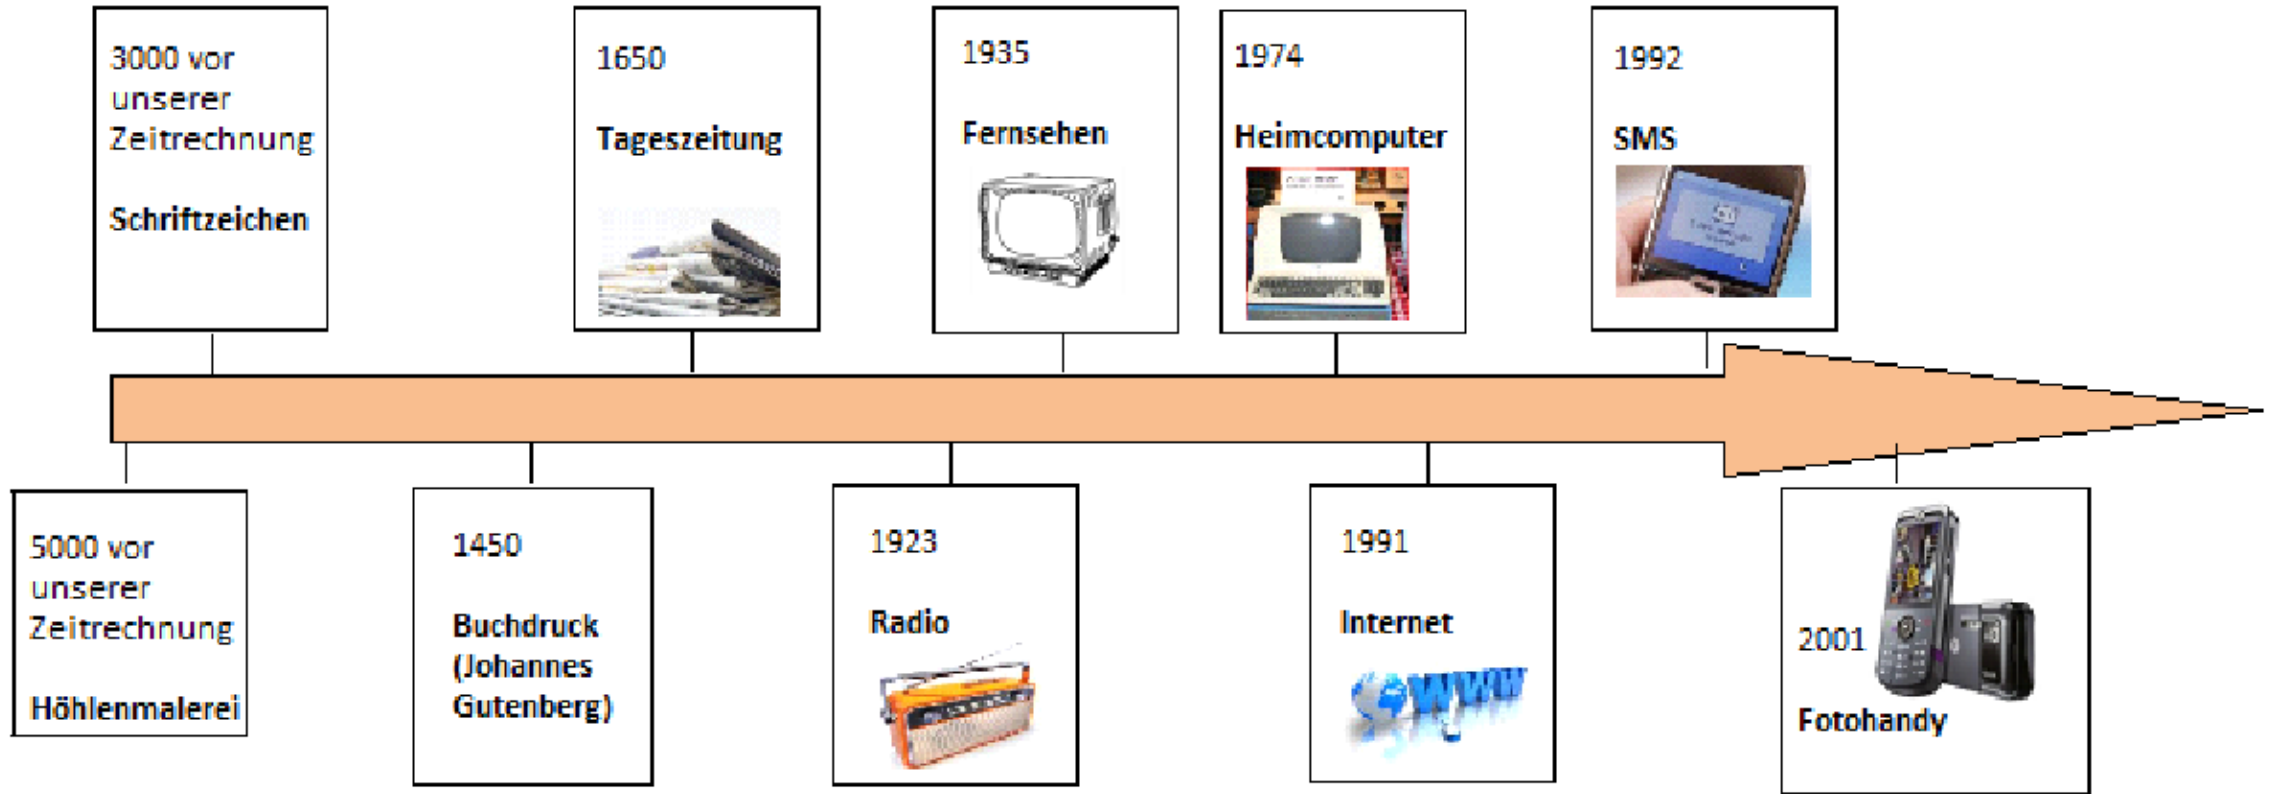 3000 vor
unserer
Zeitrechnung
Schriftzeichen
1650
Tageszeitung
1935
Fernsehen
1974
Heimcomputer
1992
SMS
5000 vor
unserer
Zeitrechnung
Höhlenmalerei
1450
Buchdruck
(Johannes
Gutenberg)
1923
Radio
1991
Internet
WWW
2001
Fotohandy